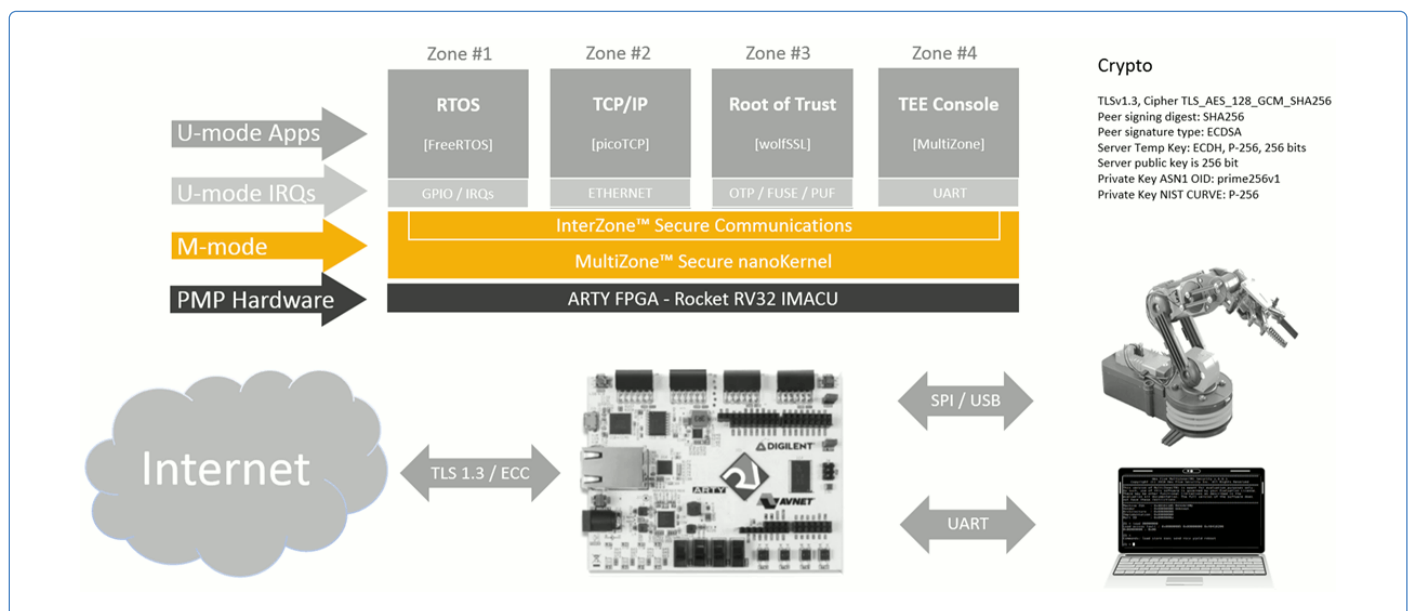 Zone #1 Zone #2 Zone #3 Zone #4
RTOS TCP/IP Root of Trust TEE Console
[FreeRTOS] [picoTCP] [wolfSSL] [MultiZone]
U-mode Apps
GPIO / IRQs ETHERNET OTP / FUSE / PUF UART
U-mode IRQs
InterZone™ Secure Communications
M-mode
MultiZone™ Secure nanoKernel
PMP Hardware
ARTY FPGA - Rocket RV32 IMACU
Crypto
TLSv1.3, Cipher TLS_AES_128_GCM_SHA256
Peer signing digest: SHA256
Peer signature type: ECDSA
Server Temp Key: ECDH, P-256, 256 bits
Server public key is 256 bit
Private Key ASN1 OID: prime256v1
Private Key NIST CURVE: P-256
Internet
TLS 1.3 / ECC
DIGILENT
ARTY
AVNET
SPI / USB
UART